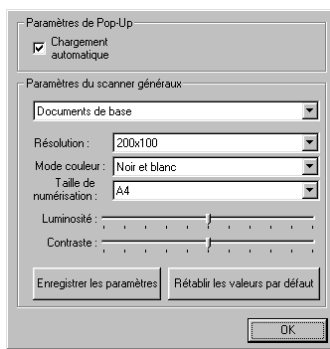 Paramètres de Pop-Up
Chargement
automatique
Paramètres du scanner généraux
Documents de base
Résolution :
200x100
Mode couleur :
Noir et blanc
Taille de
numérisation :
A4
Luminosité :
Contraste :
Enregistrer les paramètres
Rétablir les valeurs par défaut
OK